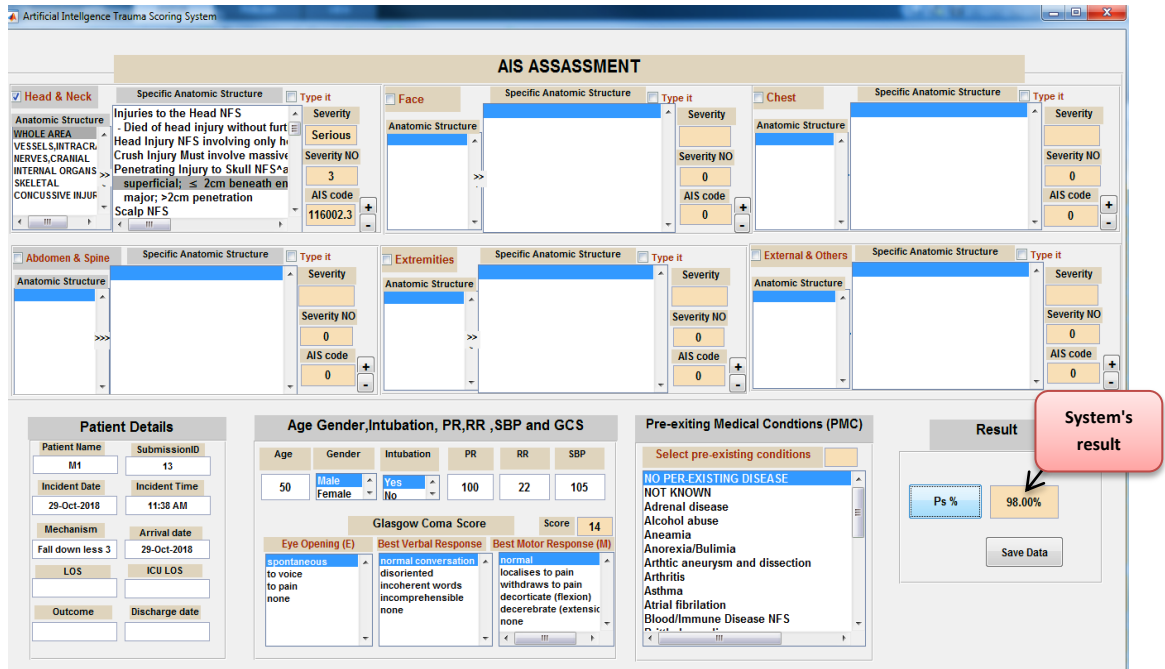 Artificial Intellgence Trauma Scoring System
AIS ASSASSMENT
Head & Neck
Specific Anatomic Structure
Type it
Anatomic Structure
WHOLE AREA
VESSELS,INTRACR
NERVES,CRANIAL
INTERNAL ORGANS
SKELETAL
CONCUSSIVE INJUR
>>
Injuries to the Head NFS
- Died of head injury without furt
Head Injury NFS involving only h
Crush Injury Must involve massive
Penetrating Injury to Skull NFS^a
superficial; ≤ 2cm beneath en
major; >2cm penetration
Scalp NFS
Severity
Serious
Severity NO
3
AIS code
116002.3
+
-
Face
Specific Anatomic Structure
Type it
Anatomic Structure
>>
Severity
Severity NO
0
AIS code
0
+
-
Chest
Specific Anatomic Structure
Type it
Anatomic Structure
Severity
Severity NO
0
AIS code
0
+
-
Abdomen & Spine
Specific Anatomic Structure
Type it
Anatomic Structure
>>>
Severity
Severity NO
0
AIS code
0
+
-
Extremities
Specific Anatomic Structure
Type it
Anatomic Structure
>>
Severity
Severity NO
0
AIS code
0
+
-
External & Others
Specific Anatomic Structure
Type it
Anatomic Structure
Severity
Severity NO
0
AIS code
0
+
-
Patient Details
Patient Name
SubmissionID
M1
13
Incident Date
Incident Time
29-Oct-2018
11:38 AM
Mechanism
Arrival date
Fall down less 3
29-Oct-2018
LOS
ICU LOS
Outcome
Discharge date
Age Gender,Intubation, PR,RR ,SBP and GCS
Age
Gender
Intubation
PR
RR
SBP
50
Male
Female
Yes
No
100
22
105
Glasgow Coma Score
Score
14
Eye Opening (E)
spontaneous
to voice
to pain
none
Best Verbal Response
normal conversation
disoriented
incoherent words
incomprehensible
none
Best Motor Response (M)
normal
localises to pain
withdraws to pain
decorticate (flexion)
decerebrate (extensic
none
Pre-exiting Medical Condtions (PMC)
Select pre-existing conditions
NO PER-EXISTING DISEASE
NOT KNOWN
Adrenal disease
Alcohol abuse
Aneamia
Anorexia/Bulimia
Arthtic aneurysm and dissection
Arthritis
Asthma
Atrial fibrilation
Blood/Immune Disease NFS
Result
System's
result
Ps %
98.00%
Save Data